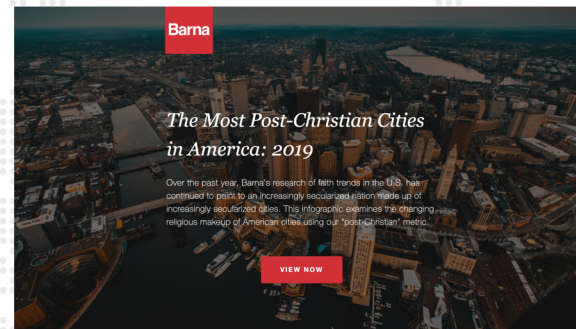 Barna
The Most Post-Christian Cities
in America: 2019
Over the past year, Barna's research of faith trends in the U.S. has
continued to point to an increasingly secularized nation made up of
increasingly secularized cities. This infographic examines the changing
religious makeup of American cities using our "post-Christian" metric.
VIEW NOW